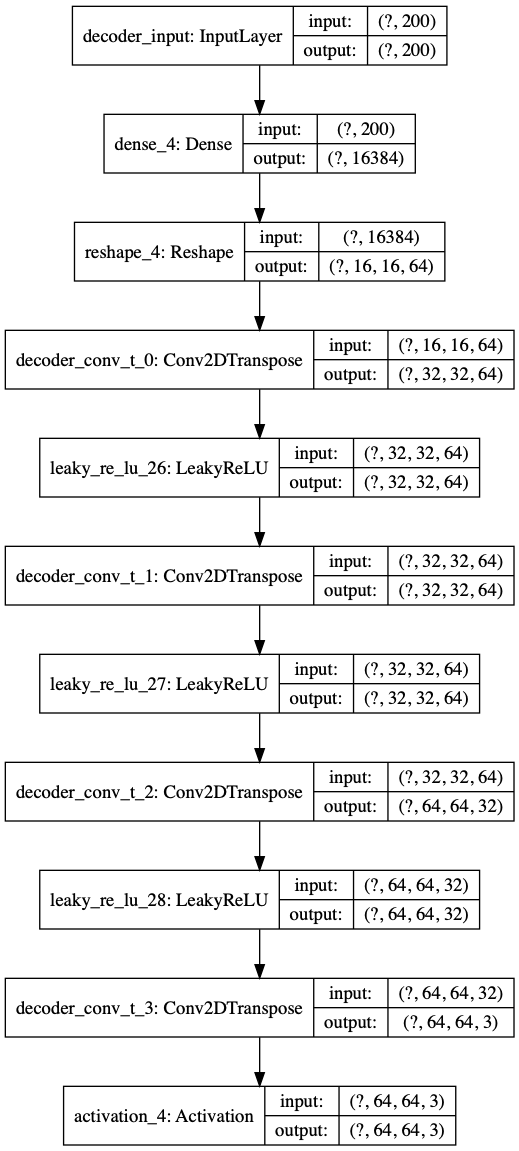 decoder_input: InputLayer
input: (?, 200)
output: (?, 200)
dense_4: Dense
input: (?, 200)
output: (?, 16384)
reshape_4: Reshape
input: (?, 16384)
output: (?, 16, 16, 64)
decoder_conv_t_0: Conv2DTranspose
input: (?, 16, 16, 64)
output: (?, 32, 32, 64)
leaky_re_lu_26: LeakyReLU
input: (?, 32, 32, 64)
output: (?, 32, 32, 64)
decoder_conv_t_1: Conv2DTranspose
input: (?, 32, 32, 64)
output: (?, 32, 32, 64)
leaky_re_lu_27: LeakyReLU
input: (?, 32, 32, 64)
output: (?, 32, 32, 64)
decoder_conv_t_2: Conv2DTranspose
input: (?, 32, 32, 64)
output: (?, 64, 64, 32)
leaky_re_lu_28: LeakyReLU
input: (?, 64, 64, 32)
output: (?, 64, 64, 32)
decoder_conv_t_3: Conv2DTranspose
input: (?, 64, 64, 32)
output: (?, 64, 64, 3)
activation_4: Activation
input: (?, 64, 64, 3)
output: (?, 64, 64, 3)